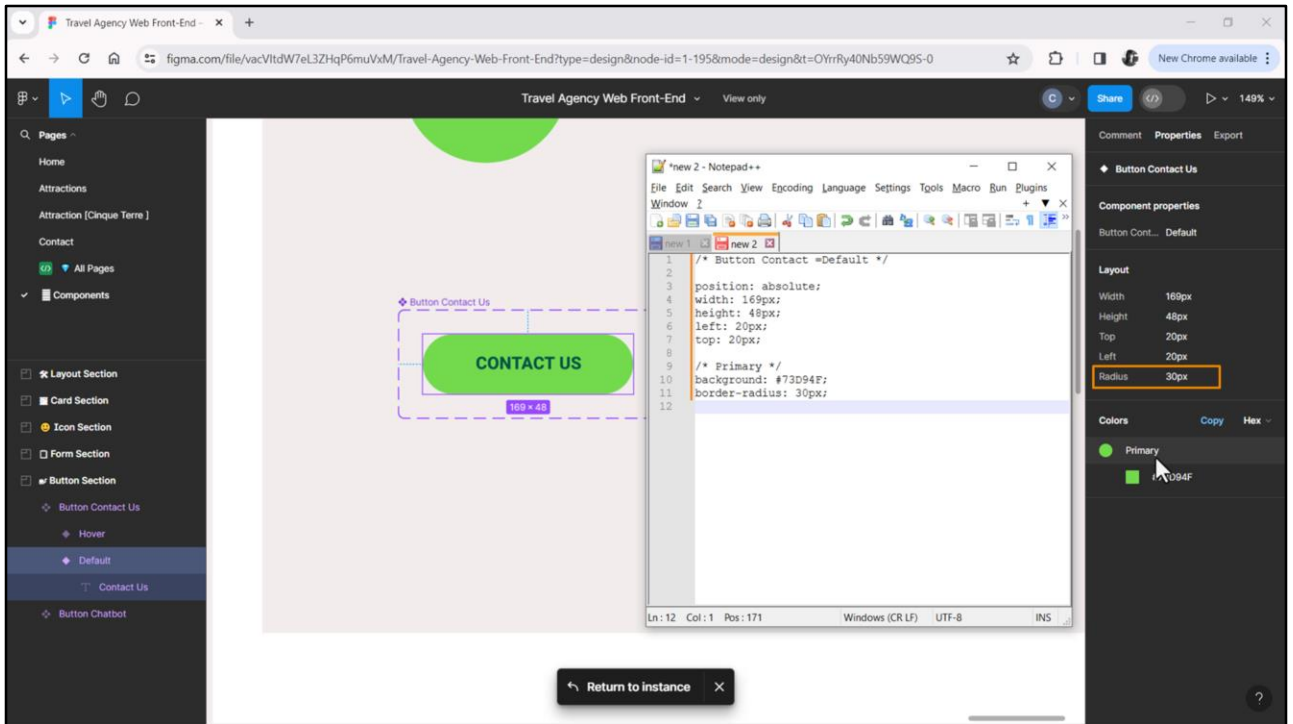 Travel Agency Web Front-End –
figma.com/file/vacVItdW7eL3ZHqP6muVxM/Travel-Agency-Web-Front-End?type=design&node-id=1-195&mode=design&t=OYrrRy40Nb59WQ9S-0
New Chrome available
Travel Agency Web Front-End
View only
C
Share
149%
Pages
Home
Attractions
Attraction [Cinque Terre ]
Contact
All Pages
Components
Layout Section
Card Section
Icon Section
Form Section
Button Section
Button Contact Us
Hover
Default
Contact Us
Button Chatbot
Button Contact Us
CONTACT US
169 × 48
*new 2 - Notepad++
File Edit Search View Encoding Language Settings Tools Macro Run Plugins
Window ?
new 1 new 2
1 /* Button Contact =Default */
2
3 position: absolute;
4 width: 169px;
5 height: 48px;
6 left: 20px;
7 top: 20px;
8
9 /* Primary */
10 background: #73D94F;
11 border-radius: 30px;
12
Ln : 12 Col : 1 Pos : 171 Windows (CR LF) UTF-8 INS
Return to instance
Comment Properties Export
Button Contact Us
Component properties
Button Cont... Default
Layout
Width 169px
Height 48px
Top 20px
Left 20px
Radius 30px
Colors Copy Hex
Primary
?